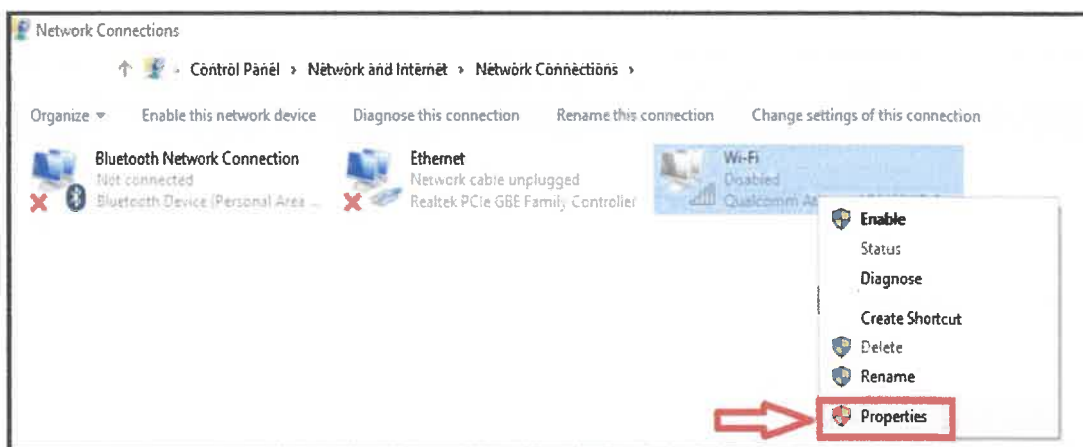 Network Connections
Control Panel › Network and Internet › Network Connections ›
Organize Enable this network device Diagnose this connection Rename this connection Change settings of this connection
Bluetooth Network Connection
Not connected
Bluetooth Device (Personal Area ...
Ethernet
Network cable unplugged
Realtek PCIe GBE Family Controller
Wi-Fi
Disabled
Qualcomm
Enable
Status
Diagnose
Create Shortcut
Delete
Rename
Properties